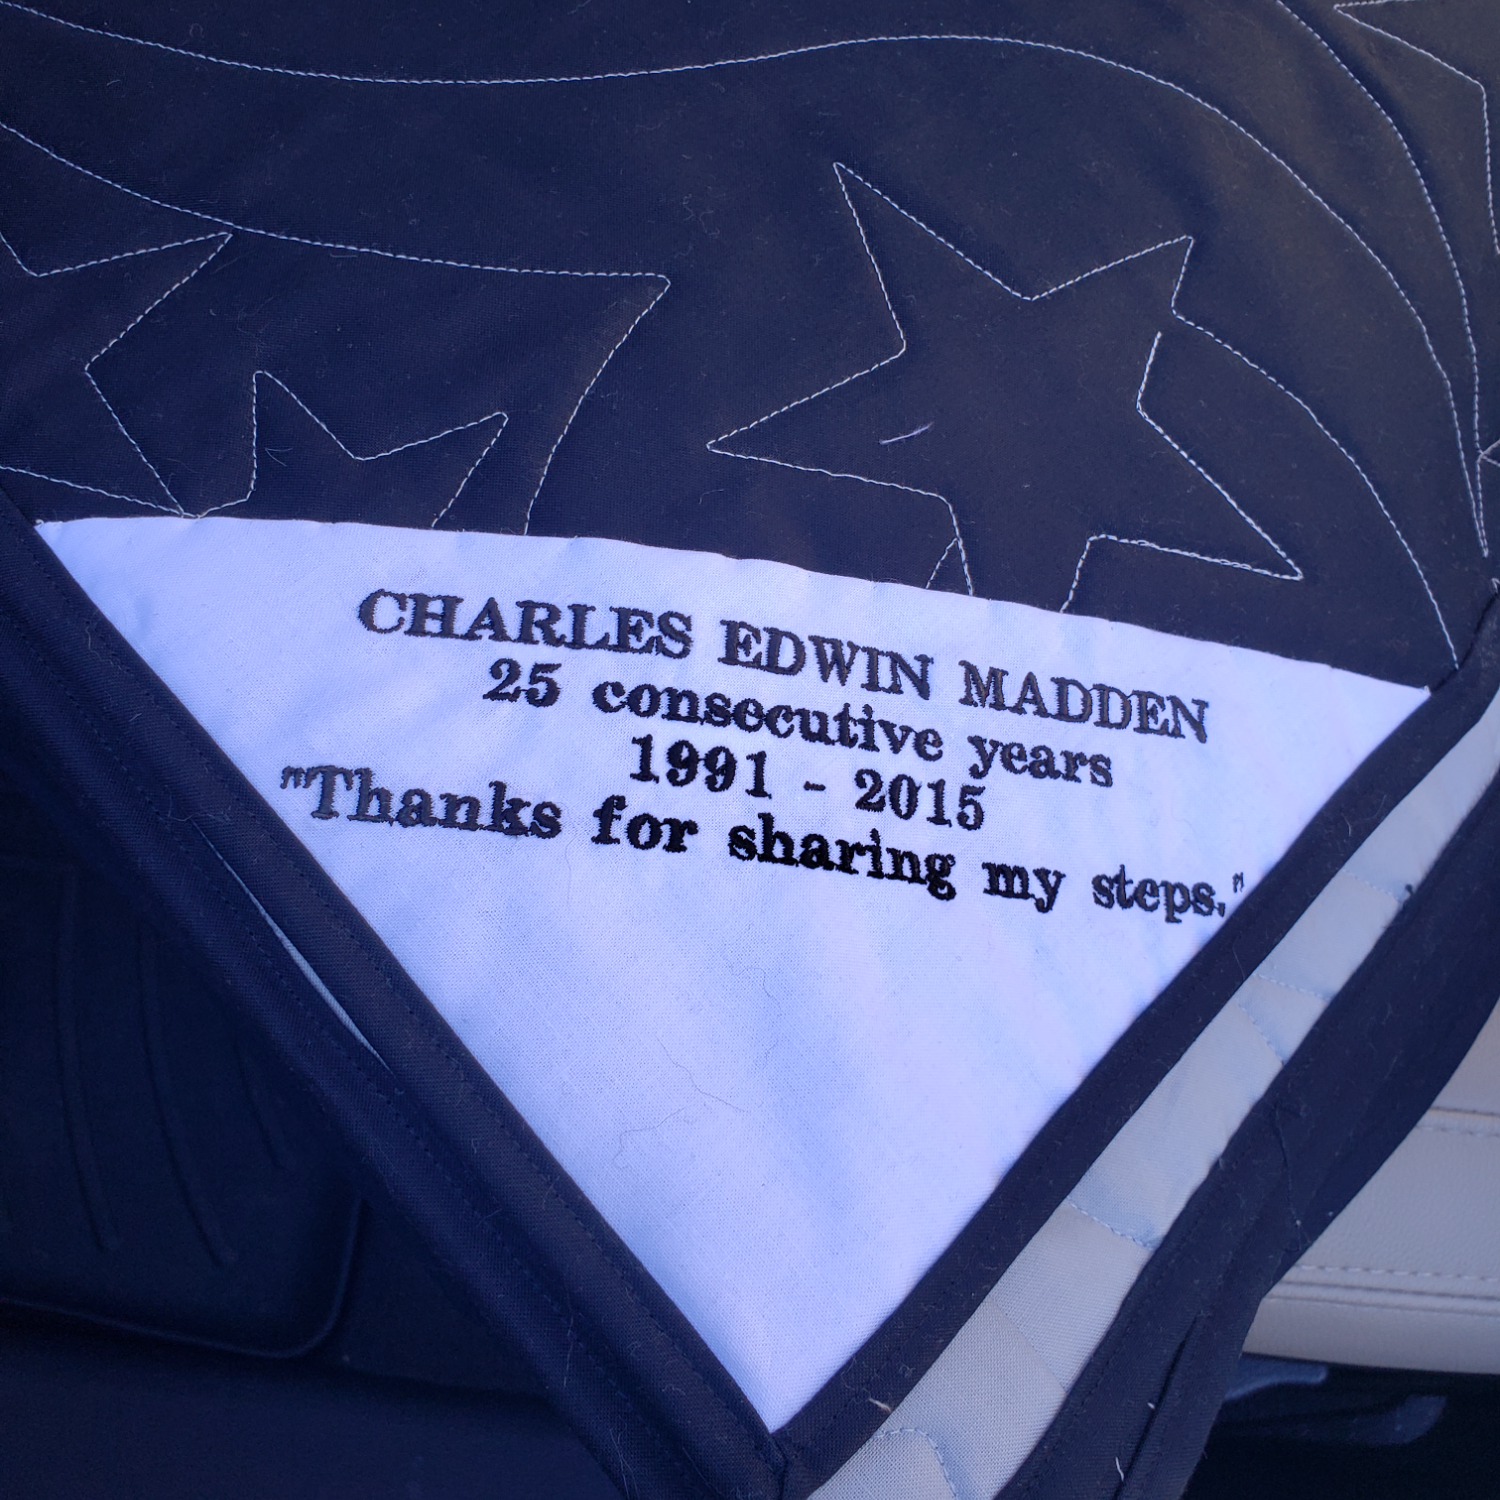 CHARLES EDWIN MADDEN
25 consecutive years
1991 - 2015
""Thanks for sharing my steps."